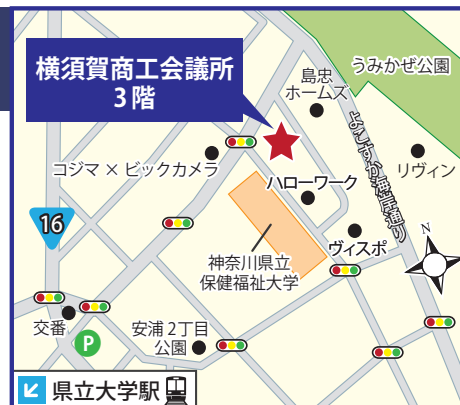 横須賀商工会議所
3階
島忠
ホームズ
うみかぜ公園
よこすか海岸通り
コジマ × ビックカメラ
ハローワーク
リヴィン
16
神奈川県立
保健福祉大学
ヴィスポ
N
交番
P
安浦2丁目
公園
県立大学駅